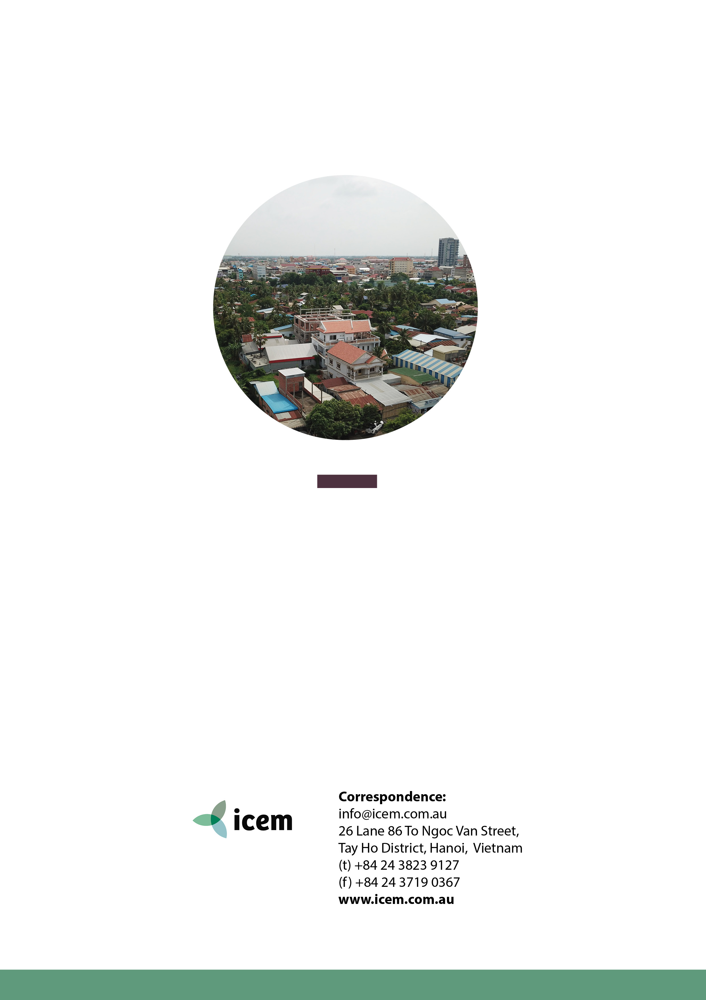 icem
Correspondence:
info@icem.com.au
26 Lane 86 To Ngoc Van Street,
Tay Ho District, Hanoi,  Vietnam
(t) +84 24 3823 9127
(f) +84 24 3719 0367
www.icem.com.au